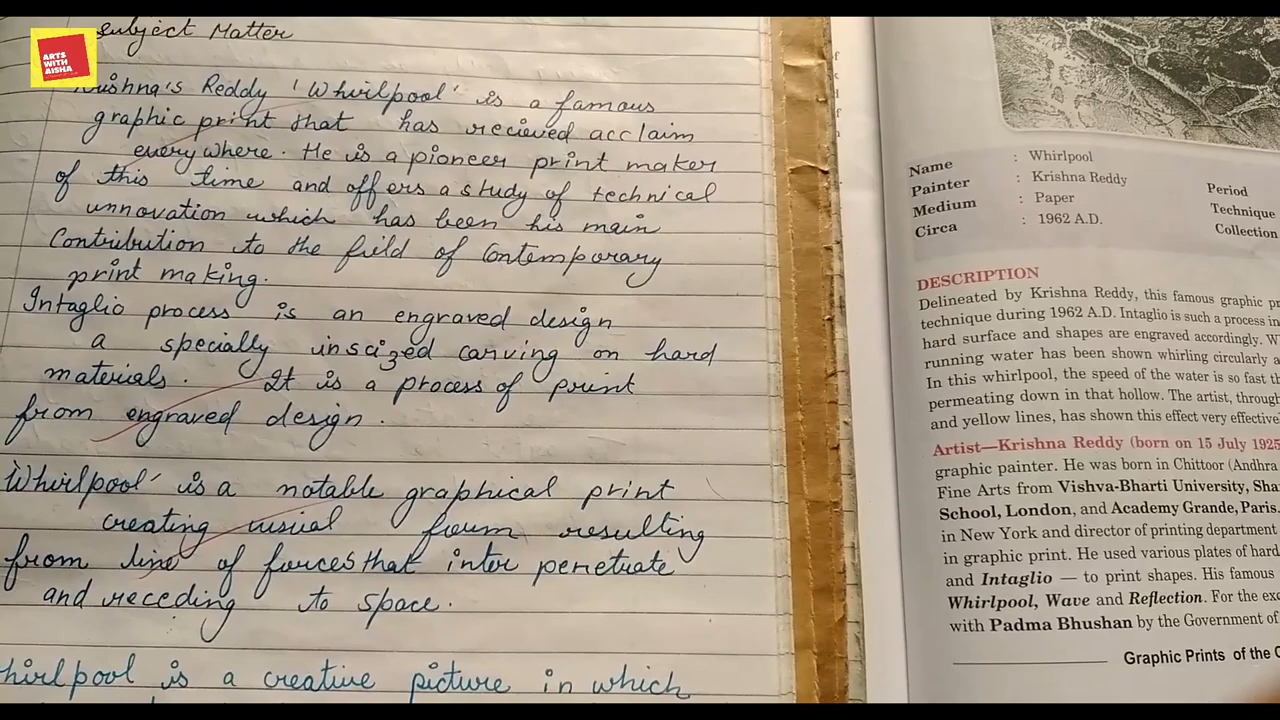 ARTS
WITH
AISHA
Subject Matter
Krishna's Reddy 'Whirlpool' is a famous
graphic print that has recieved acclaim
everywhere. He is a pioneer print maker
of this time and offers a study of technical
innovation which has been his main
Contribution to the field of Contemporary
print making.
Intaglio process is an engraved design
a specially inscized carving on hard
materials. It is a process of print
from engraved design.
'Whirlpool' is a notable graphical print
creating visual form resulting
from line of forces that inter penetrate
and receding to space.
hirlpool is a creative picture in which
Name : Whirlpool
Painter : Krishna Reddy
Medium : Paper
Circa : 1962 A.D.
Period
Technique
Collection
DESCRIPTION
Delineated by Krishna Reddy, this famous graphic pr
technique during 1962 A.D. Intaglio is such a process in
hard surface and shapes are engraved accordingly. W
running water has been shown whirling circularly a
In this whirlpool, the speed of the water is so fast th
permeating down in that hollow. The artist, through
and yellow lines, has shown this effect very effective
Artist—Krishna Reddy (born on 15 July 1925
graphic painter. He was born in Chittoor (Andhra
Fine Arts from Vishva-Bharti University, Sha
School, London, and Academy Grande, Paris.
in New York and director of printing department
in graphic print. He used various plates of hard
and Intaglio — to print shapes. His famous
Whirlpool, Wave and Reflection. For the exc
with Padma Bhushan by the Government of
Graphic Prints of the C